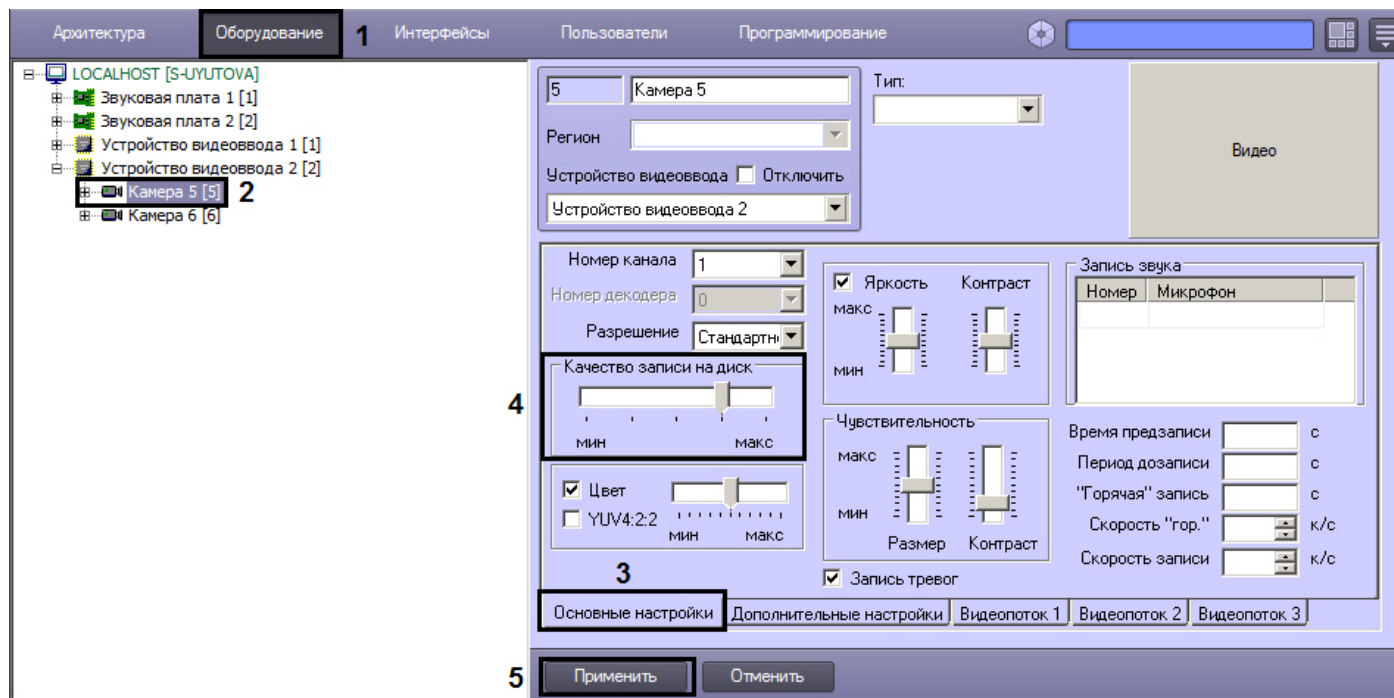 Архитектура Оборудование 1 Интерфейсы Пользователи Программирование
LOCALHOST [S-UYUTOVA]
Звуковая плата 1 [1]
Звуковая плата 2 [2]
Устройство видеоввода 1 [1]
Устройство видеоввода 2 [2]
Камера 5 [5] 2
Камера 6 [6]
5 Камера 5
Тип:
Регион
Устройство видеоввода Отключить
Устройство видеоввода 2
Видео
Номер канала 1
Номер декодера 0
Разрешение Стандартн
4
Качество записи на диск
мин макс
Цвет
YUV4:2:2
мин макс
Яркость Контраст
макс
мин
Чувствительность
макс
мин
Размер Контраст
Запись тревог
Запись звука
Номер Микрофон
Время предзаписи с
Период дозаписи с
"Горячая" запись с
Скорость "гор." к/с
Скорость записи к/с
3
Основные настройки Дополнительные настройки Видеопоток 1 Видеопоток 2 Видеопоток 3
5 Применить Отменить